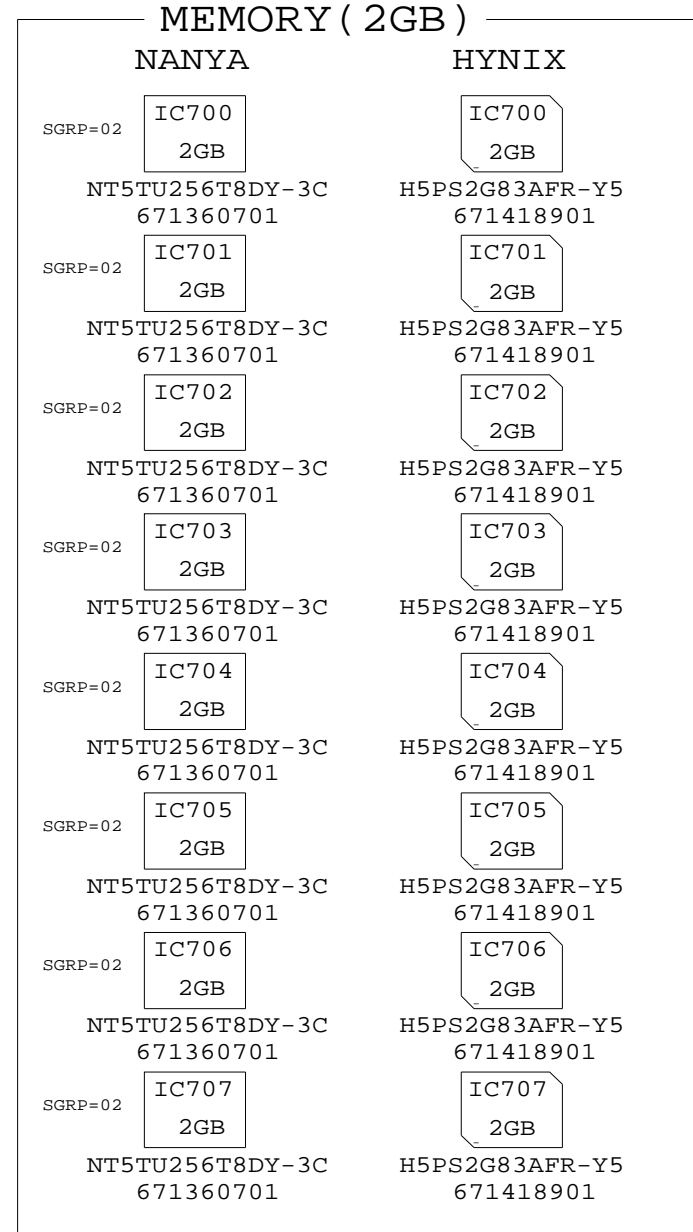 MEMORY(2GB)
NANYA HYNIX
IC700 IC700
SGRP=02
2GB 2GB
NT5TU256T8DY-3C H5PS2G83AFR-Y5
671360701 671418901
IC701 IC701
SGRP=02
2GB 2GB
NT5TU256T8DY-3C H5PS2G83AFR-Y5
671360701 671418901
IC702 IC702
SGRP=02
2GB 2GB
NT5TU256T8DY-3C H5PS2G83AFR-Y5
671360701 671418901
IC703 IC703
SGRP=02
2GB 2GB
NT5TU256T8DY-3C H5PS2G83AFR-Y5
671360701 671418901
IC704 IC704
SGRP=02
2GB 2GB
NT5TU256T8DY-3C H5PS2G83AFR-Y5
671360701 671418901
IC705 IC705
SGRP=02
2GB 2GB
NT5TU256T8DY-3C H5PS2G83AFR-Y5
671360701 671418901
IC706 IC706
SGRP=02
2GB 2GB
NT5TU256T8DY-3C H5PS2G83AFR-Y5
671360701 671418901
IC707 IC707
SGRP=02
2GB 2GB
NT5TU256T8DY-3C H5PS2G83AFR-Y5
671360701 671418901